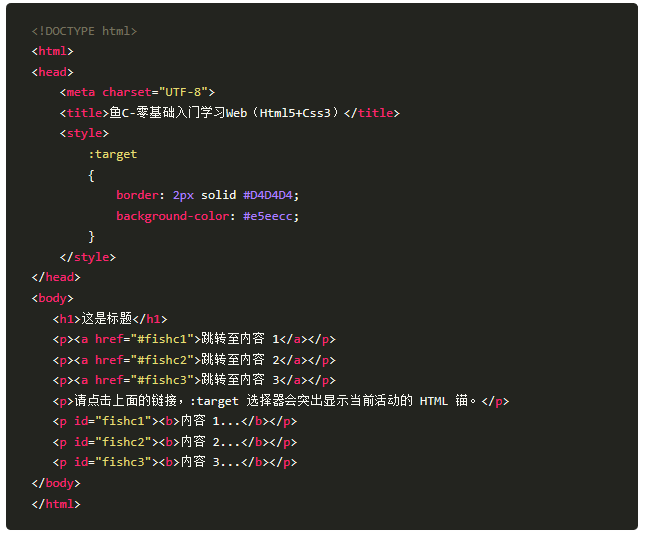 <!DOCTYPE html>
<html>
<head>
    <meta charset="UTF-8">
    <title>鱼C-零基础入门学习Web（Html5+Css3）</title>
    <style>
        :target
        {
            border: 2px solid #D4D4D4;
            background-color: #e5eecc;
        }
    </style>
</head>
<body>
   <h1>这是标题</h1>
   <p><a href="#fishc1">跳转至内容 1</a></p>
   <p><a href="#fishc2">跳转至内容 2</a></p>
   <p><a href="#fishc3">跳转至内容 3</a></p>
   <p>请点击上面的链接，:target 选择器会突出显示当前活动的 HTML 锚。</p>
   <p id="fishc1"><b>内容 1...</b></p>
   <p id="fishc2"><b>内容 2...</b></p>
   <p id="fishc3"><b>内容 3...</b></p>
</body>
</html>